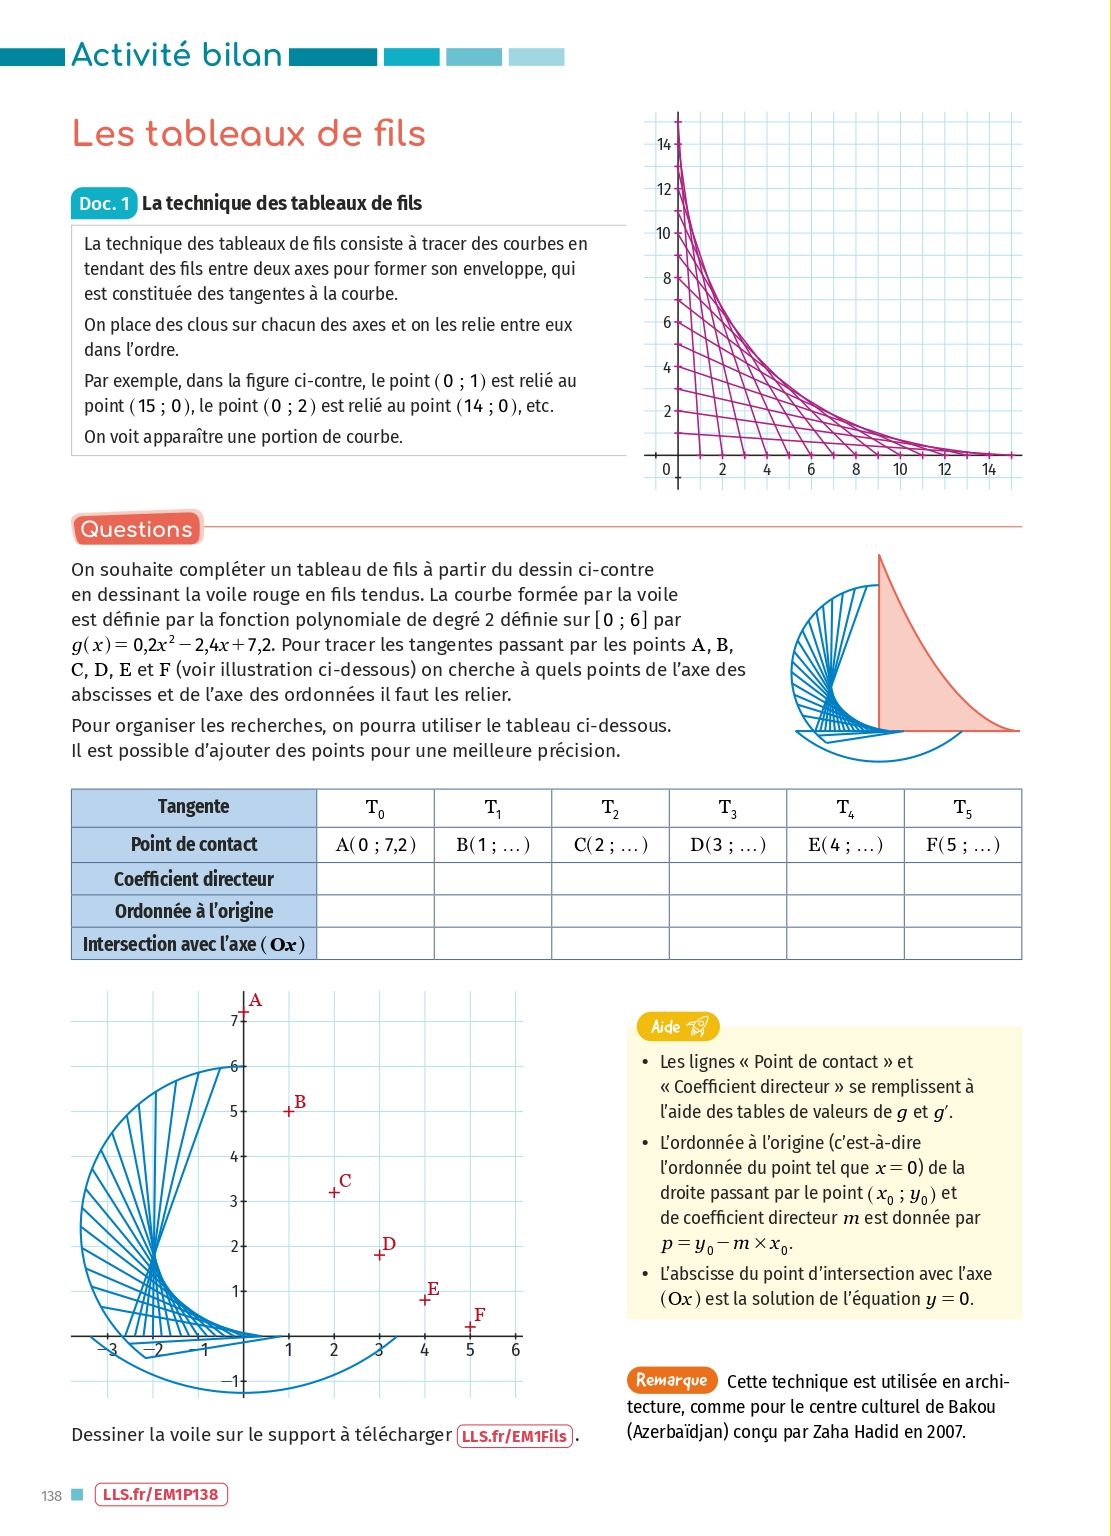 Activité bilan
Les tableaux de fils
Doc. 1 La technique des tableaux de fils
La technique des tableaux de fils consiste à tracer des courbes en
tendant des fils entre deux axes pour former son enveloppe, qui
est constituée des tangentes à la courbe.
On place des clous sur chacun des axes et on les relie entre eux
dans l'ordre.
Par exemple, dans la figure ci-contre, le point (0 ; 1) est relié au
point (15 ; 0), le point (0 ; 2) est relié au point (14 ; 0), etc.
On voit apparaître une portion de courbe.
14
12
10
8
6
4
2
0 2 4 6 8 10 12 14
Questions
On souhaite compléter un tableau de fils à partir du dessin ci-contre
en dessinant la voile rouge en fils tendus. La courbe formée par la voile
est définie par la fonction polynomiale de degré 2 définie sur [0 ; 6] par
g(x) = 0,2x² − 2,4x + 7,2. Pour tracer les tangentes passant par les points A, B,
C, D, E et F (voir illustration ci-dessous) on cherche à quels points de l'axe des
abscisses et de l'axe des ordonnées il faut les relier.
Pour organiser les recherches, on pourra utiliser le tableau ci-dessous.
Il est possible d'ajouter des points pour une meilleure précision.
Tangente T₀ T₁ T₂ T₃ T₄ T₅
Point de contact A(0 ; 7,2) B(1 ; ...) C(2 ; ...) D(3 ; ...) E(4 ; ...) F(5 ; ...)
Coefficient directeur
Ordonnée à l'origine
Intersection avec l'axe (Ox)
A
7
6
B
5
4
C
3
D
2
E
1
F
−3 −2 −1 1 2 3 4 5 6
−1
Dessiner la voile sur le support à télécharger LLS.fr/EM1Fils .
Aide
• Les lignes « Point de contact » et
« Coefficient directeur » se remplissent à
l'aide des tables de valeurs de g et g′.
• L'ordonnée à l'origine (c'est-à-dire
l'ordonnée du point tel que x = 0) de la
droite passant par le point (x₀ ; y₀) et
de coefficient directeur m est donnée par
p = y₀ − m × x₀.
• L'abscisse du point d'intersection avec l'axe
(Ox) est la solution de l'équation y = 0.
Remarque Cette technique est utilisée en archi-
tecture, comme pour le centre culturel de Bakou
(Azerbaïdjan) conçu par Zaha Hadid en 2007.
138 LLS.fr/EM1P138